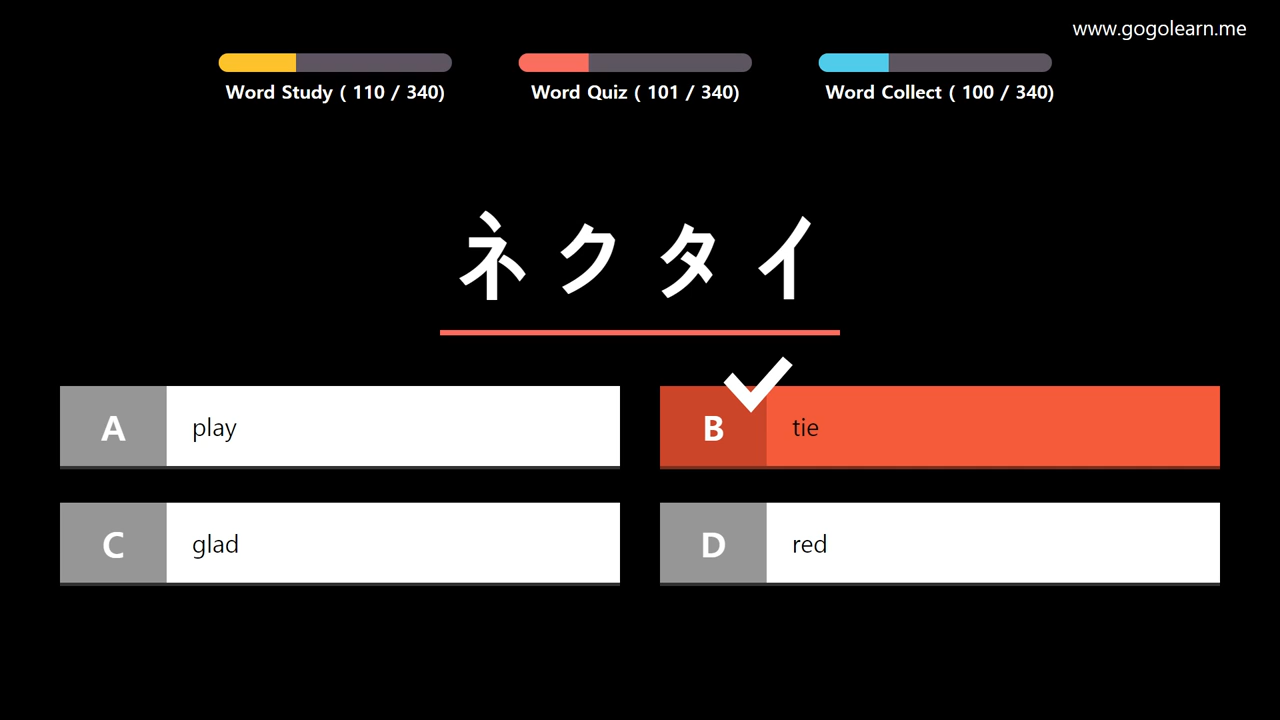 www.gogolearn.me
Word Study ( 110 / 340)
Word Quiz ( 101 / 340)
Word Collect ( 100 / 340)
ネクタイ
A play
B tie
C glad
D red